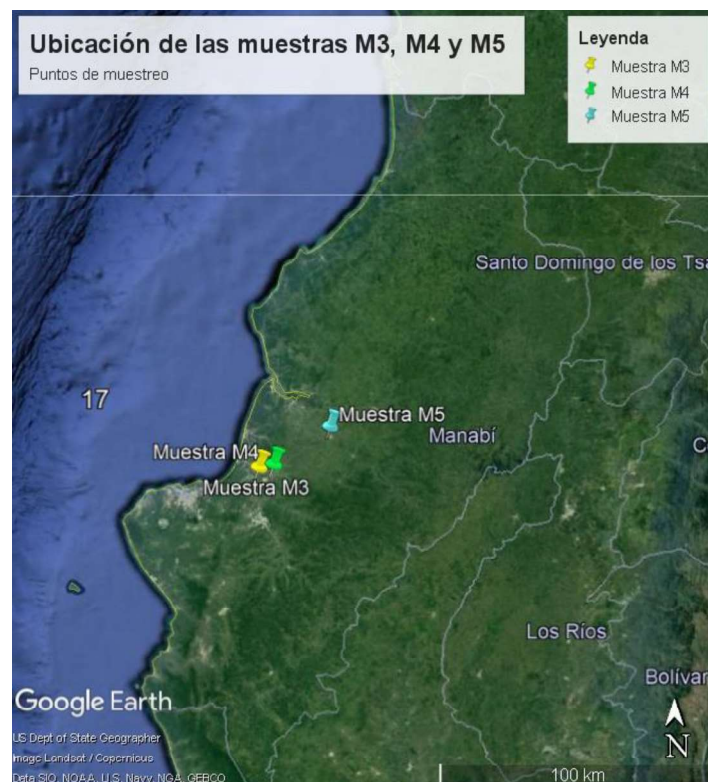 Ubicación de las muestras M3, M4 y M5
Puntos de muestreo
Leyenda
Muestra M3
Muestra M4
Muestra M5
Santo Domingo de los Tsa
17
Muestra M5
Manabí
C
Muestra M4
Muestra M3
Los Ríos
Bolívar
Google Earth
US Dept of State Geographer
Image Landsat / Copernicus
Data SIO, NOAA, U.S. Navy, NGA, GEBCO
100 km
N